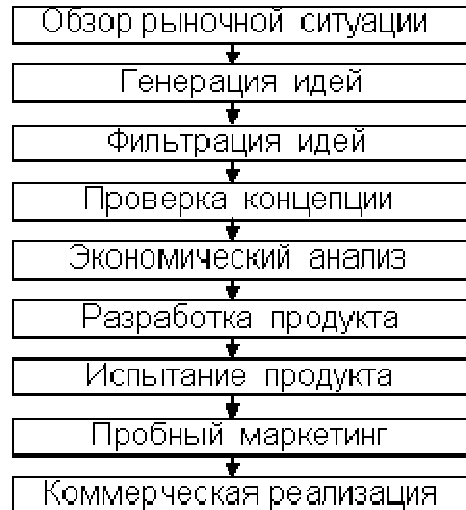 Обзор рыночной ситуации
Генерация идей
Фильтрация идей
Проверка концепции
Экономический анализ
Разработка продукта
Испытание продукта
Пробный маркетинг
Коммерческая реализация